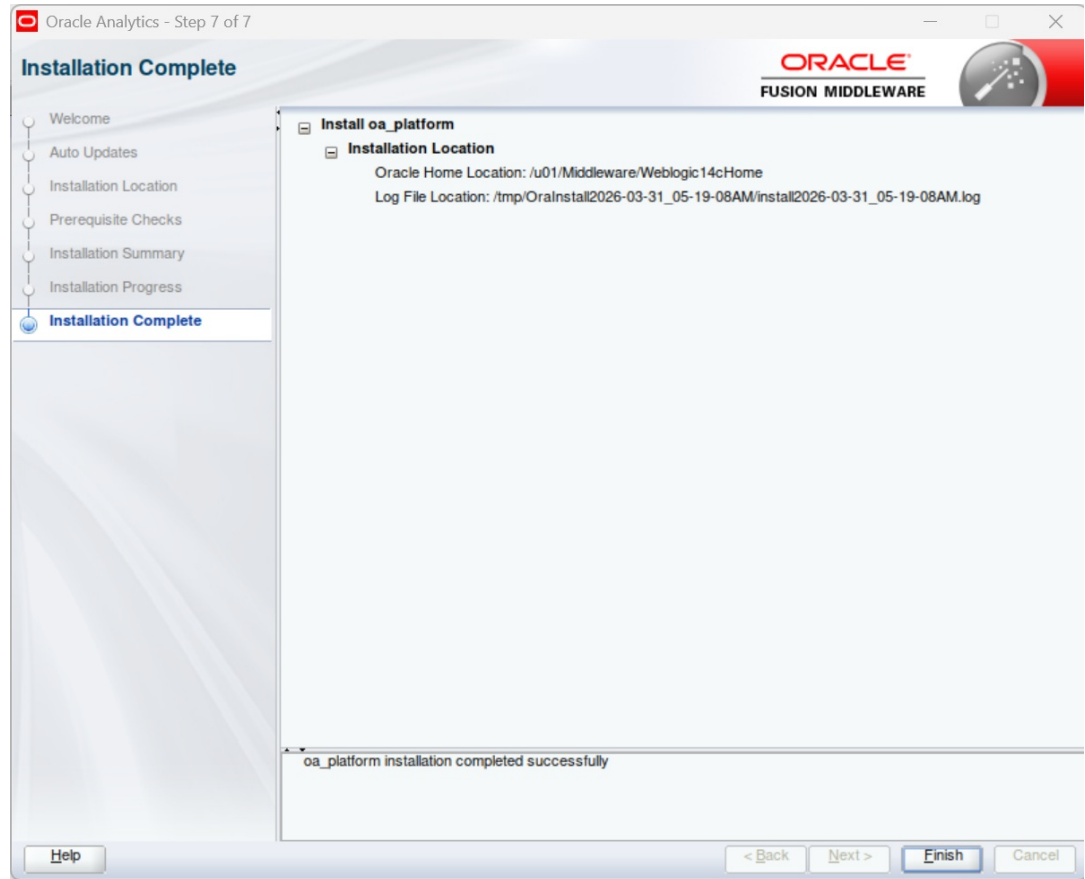 Oracle Analytics - Step 7 of 7
Installation Complete
ORACLE
FUSION MIDDLEWARE
Welcome
Auto Updates
Installation Location
Prerequisite Checks
Installation Summary
Installation Progress
Installation Complete
Install oa_platform
Installation Location
Oracle Home Location: /u01/Middleware/Weblogic14cHome
Log File Location: /tmp/OraInstall2026-03-31_05-19-08AM/install2026-03-31_05-19-08AM.log
oa_platform installation completed successfully
Help
< Back
Next >
Finish
Cancel